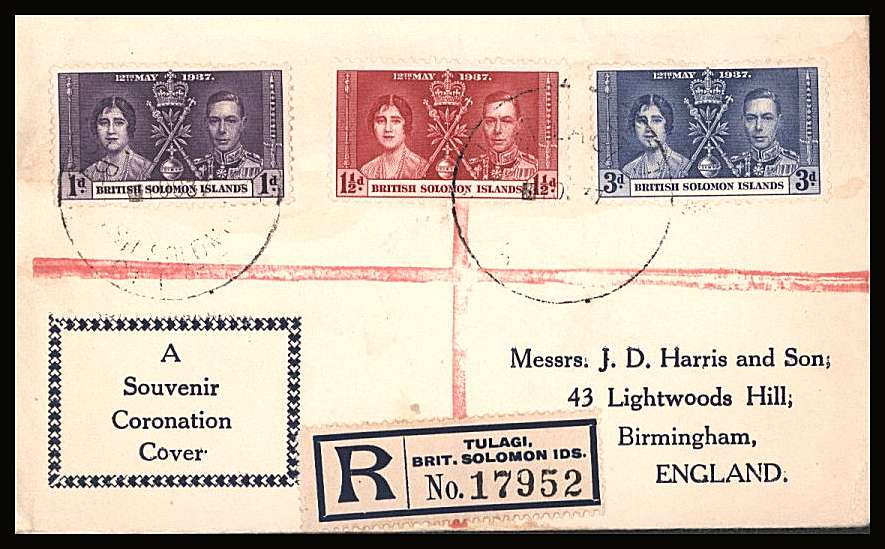 12TH MAY 1937.
1d. 1d.
BRITISH SOLOMON ISLANDS
12TH MAY 1937.
1½d. 1½d.
BRITISH SOLOMON ISLANDS
12TH MAY 1937.
3d. 3d.
BRITISH SOLOMON ISLANDS
A
Souvenir
Coronation
Cover.
Messrs. J. D. Harris and Son;
43 Lightwoods Hill;
Birmingham,
ENGLAND.
R
TULAGI,
BRIT. SOLOMON IDS.
No. 17952